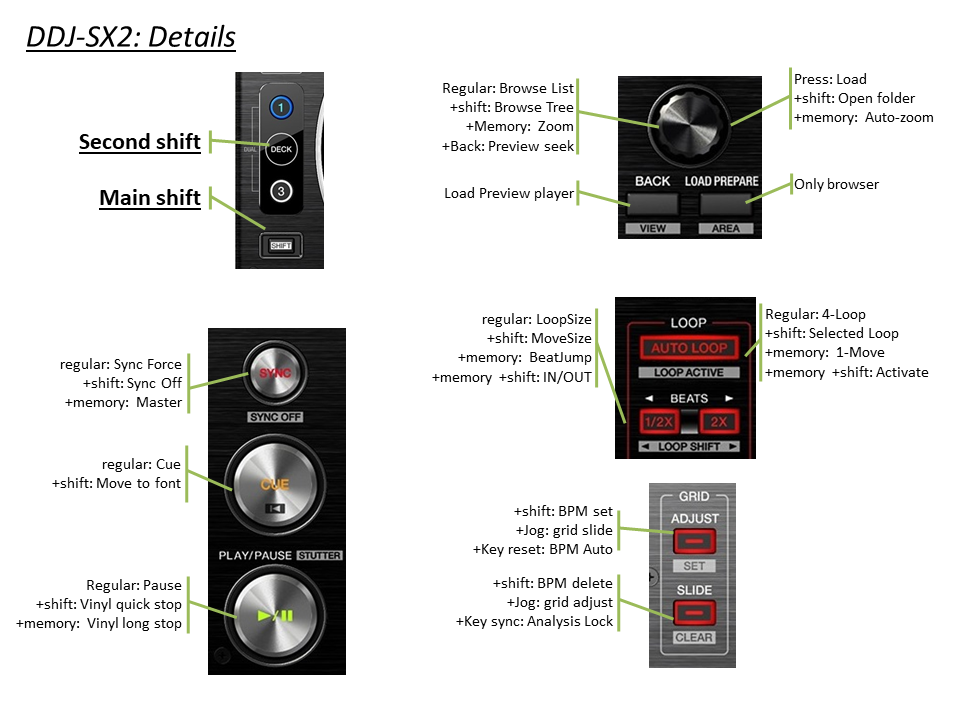 DDJ-SX2: Details
1
Second shift
DUAL
DECK
Main shift
3
SHIFT
Regular: Browse List
+shift: Browse Tree
+Memory: Zoom
+Back: Preview seek
Load Preview player
Press: Load
+shift: Open folder
+memory: Auto-zoom
Only browser
BACK
LOAD PREPARE
VIEW
AREA
regular: Sync Force
+shift: Sync Off
+memory: Master
SYNC
SYNC OFF
regular: Cue
+shift: Move to font
CUE
PLAY/PAUSE STUTTER
Regular: Pause
+shift: Vinyl quick stop
+memory: Vinyl long stop
regular: LoopSize
+shift: MoveSize
+memory: BeatJump
+memory +shift: IN/OUT
LOOP
AUTO LOOP
LOOP ACTIVE
◄ BEATS ►
1/2X
2X
◄ LOOP SHIFT ►
Regular: 4-Loop
+shift: Selected Loop
+memory: 1-Move
+memory +shift: Activate
+shift: BPM set
+Jog: grid slide
+Key reset: BPM Auto
+shift: BPM delete
+Jog: grid adjust
+Key sync: Analysis Lock
GRID
ADJUST
SET
SLIDE
CLEAR